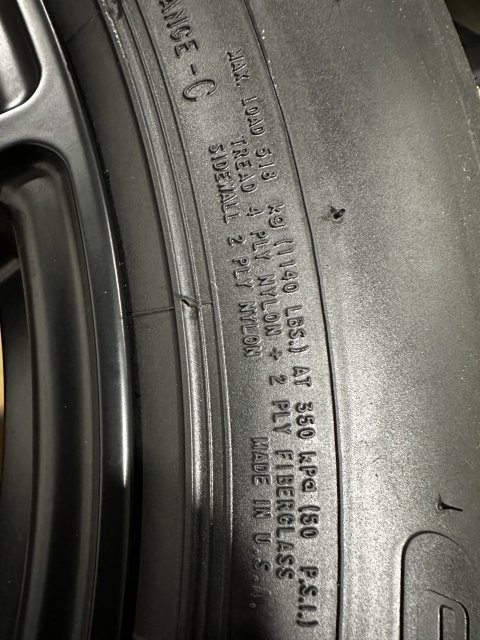 ANCE - C
MAX. LOAD 518 kg (1140 LBS.) AT 350 kPa (50 P.S.I.)
TREAD 4 PLY NYLON + 2 PLY FIBERGLASS
SIDEWALL 2 PLY NYLON
MADE IN U.S.A.